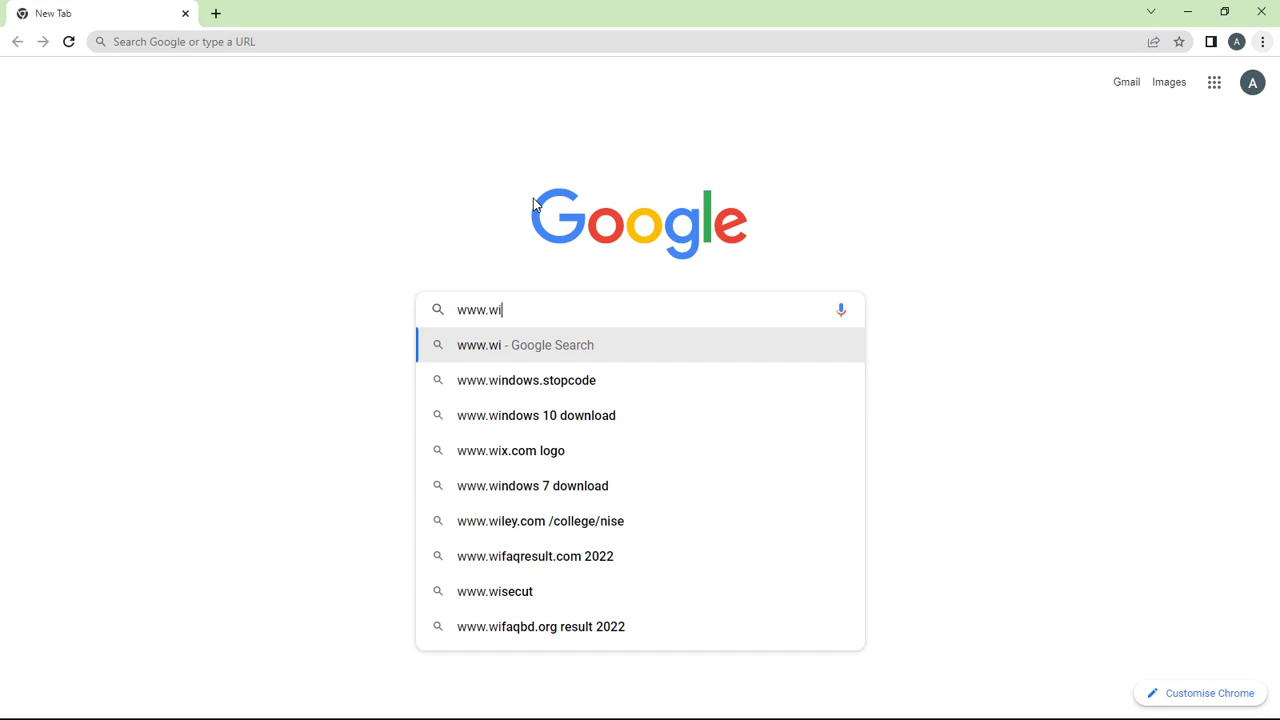 New Tab
Search Google or type a URL
A
Gmail Images
A
Google
www.wi
www.wi - Google Search
www.windows.stopcode
www.windows 10 download
www.wix.com logo
www.windows 7 download
www.wiley.com /college/nise
www.wifaqresult.com 2022
www.wisecut
www.wifaqbd.org result 2022
Customise Chrome